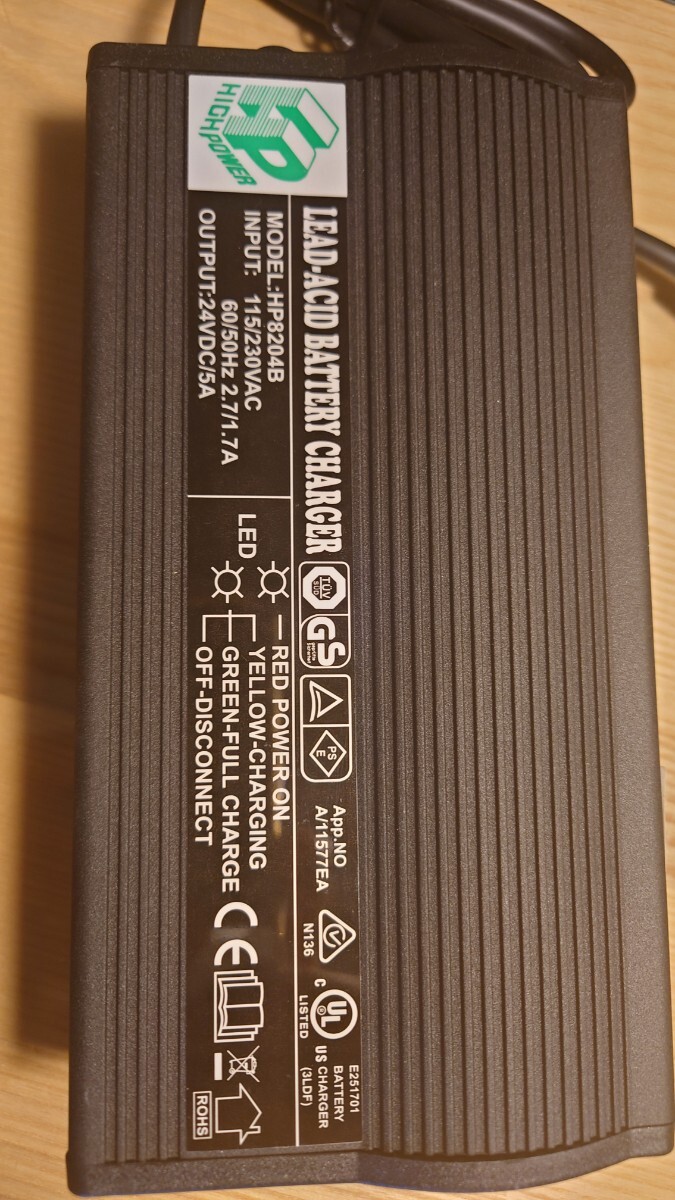 HP
HIGHPOWER
LEAD-ACID BATTERY CHARGER
MODEL:HP8204B
INPUT: 115/230VAC
60/50Hz 2.7/1.7A
OUTPUT:24VDC/5A
LED
RED POWER ON
YELLOW-CHARGING
GREEN-FULL CHARGE
OFF-DISCONNECT
TÜV
SÜD
GS
PS
E
App.NO
A/11577EA
N136
C UL US
LISTED
E251701
BATTERY
CHARGER
(3LDF)
CE
ROHS